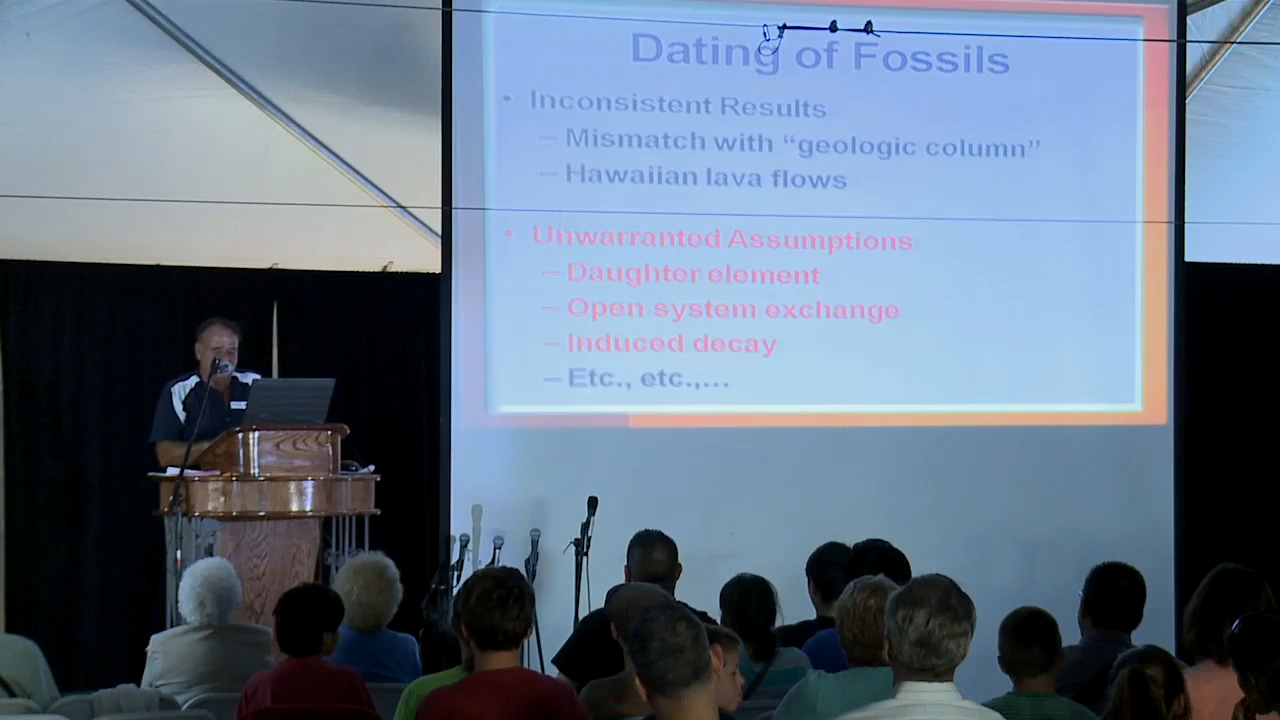 Dating of Fossils
• Inconsistent Results
– Mismatch with “geologic column”
– Hawaiian lava flows
• Unwarranted Assumptions
– Daughter element
– Open system exchange
– Induced decay
– Etc., etc.,...